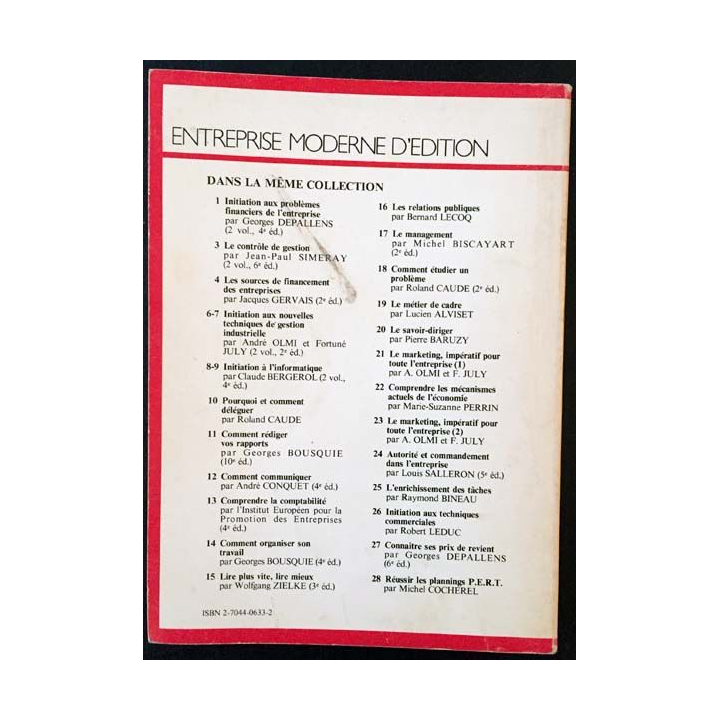 ENTREPRISE MODERNE D'EDITION
DANS LA MÊME COLLECTION
1 Initiation aux problèmes
financiers de l'entreprise
par Georges DEPALLENS
(2 vol., 4e éd.)
3 Le contrôle de gestion
par Jean-Paul SIMERAY
(2 vol., 6e éd.)
4 Les sources de financement
des entreprises
par Jacques GERVAIS (2e éd.)
6-7 Initiation aux nouvelles
techniques de gestion
industrielle
par André OLMI et Fortuné
JULY (2 vol., 2e éd.)
8-9 Initiation à l'informatique
par Claude BERGEROL (2 vol.,
4e éd.)
10 Pourquoi et comment
déléguer
par Roland CAUDE
11 Comment rédiger
vos rapports
par Georges BOUSQUIE
(10e éd.)
12 Comment communiquer
par André CONQUET (4e éd.)
13 Comprendre la comptabilité
par l'Institut Européen pour la
Promotion des Entreprises
(4e éd.)
14 Comment organiser son
travail
par Georges BOUSQUIE (4e éd.)
15 Lire plus vite, lire mieux
par Wolfgang ZIELKE (3e éd.)
16 Les relations publiques
par Bernard LECOQ
17 Le management
par Michel BISCAYART
(2e éd.)
18 Comment étudier un
problème
par Roland CAUDE (2e éd.)
19 Le métier de cadre
par Lucien ALVISET
20 Le savoir-diriger
par Pierre BARUZY
21 Le marketing, impératif pour
toute l'entreprise (1)
par A. OLMI et F. JULY
22 Comprendre les mécanismes
actuels de l'économie
par Marie-Suzanne PERRIN
23 Le marketing, impératif pour
toute l'entreprise (2)
par A. OLMI et F. JULY
24 Autorité et commandement
dans l'entreprise
par Louis SALLERON (5e éd.)
25 L'enrichissement des tâches
par Raymond BINEAU
26 Initiation aux techniques
commerciales
par Robert LEDUC
27 Connaitre ses prix de revient
par Georges DEPALLENS
(6e éd.)
28 Réussir les plannings P.E.R.T.
par Michel COCHEREL
ISBN 2-7044-0633-2